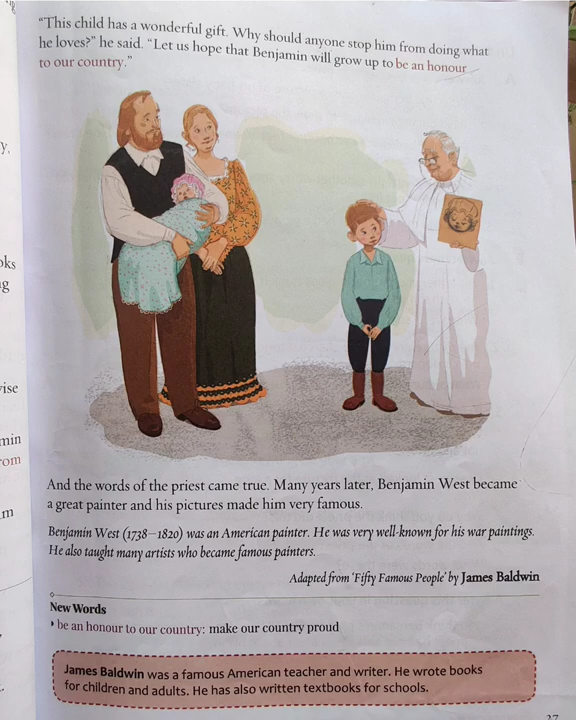 "This child has a wonderful gift. Why should anyone stop him from doing what
he loves?" he said. "Let us hope that Benjamin will grow up to be an honour
to our country."
And the words of the priest came true. Many years later, Benjamin West became
a great painter and his pictures made him very famous.
Benjamin West (1738–1820) was an American painter. He was very well-known for his war paintings.
He also taught many artists who became famous painters.
Adapted from 'Fifty Famous People' by James Baldwin
New Words
be an honour to our country: make our country proud
James Baldwin was a famous American teacher and writer. He wrote books
for children and adults. He has also written textbooks for schools.